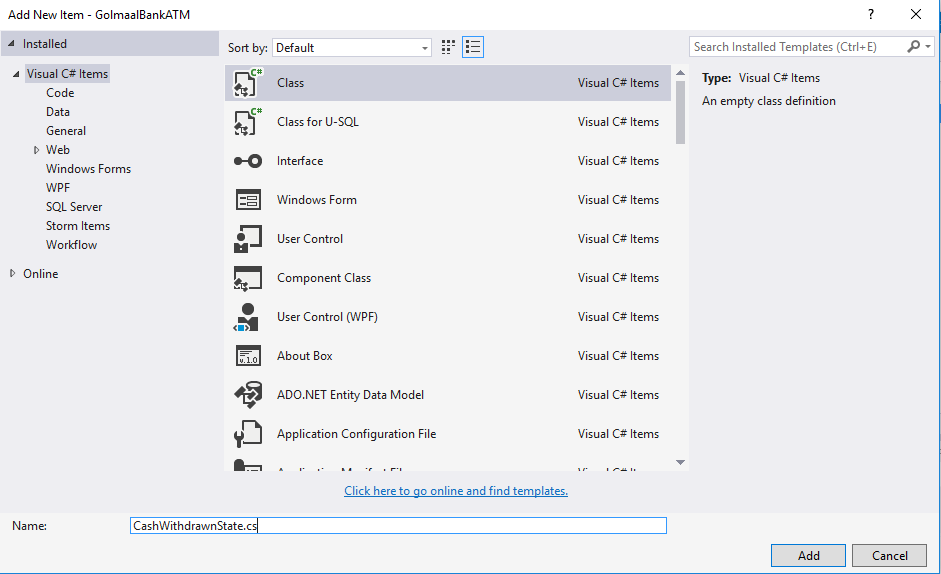 Add New Item - GolmaalBankATM
?
Installed
Sort by: Default
Search Installed Templates (Ctrl+E)
Visual C# Items
Code
Data
General
Web
Windows Forms
WPF
SQL Server
Storm Items
Workflow
Online
C# Class Visual C# Items
C# Class for U-SQL Visual C# Items
Interface Visual C# Items
Windows Form Visual C# Items
User Control Visual C# Items
Component Class Visual C# Items
User Control (WPF) Visual C# Items
v.1.0 About Box Visual C# Items
ADO.NET Entity Data Model Visual C# Items
Application Configuration File Visual C# Items
Type: Visual C# Items
An empty class definition
Click here to go online and find templates.
Name: CashWithdrawnState.cs
Add Cancel